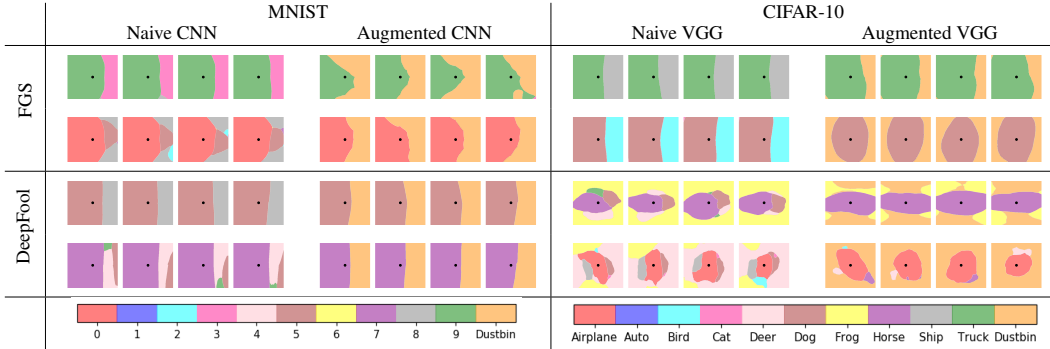 MNIST CIFAR-10
Naive CNN Augmented CNN Naive VGG Augmented VGG
FGS
DeepFool
0 1 2 3 4 5 6 7 8 9 Dustbin
Airplane Auto Bird Cat Deer Dog Frog Horse Ship Truck Dustbin